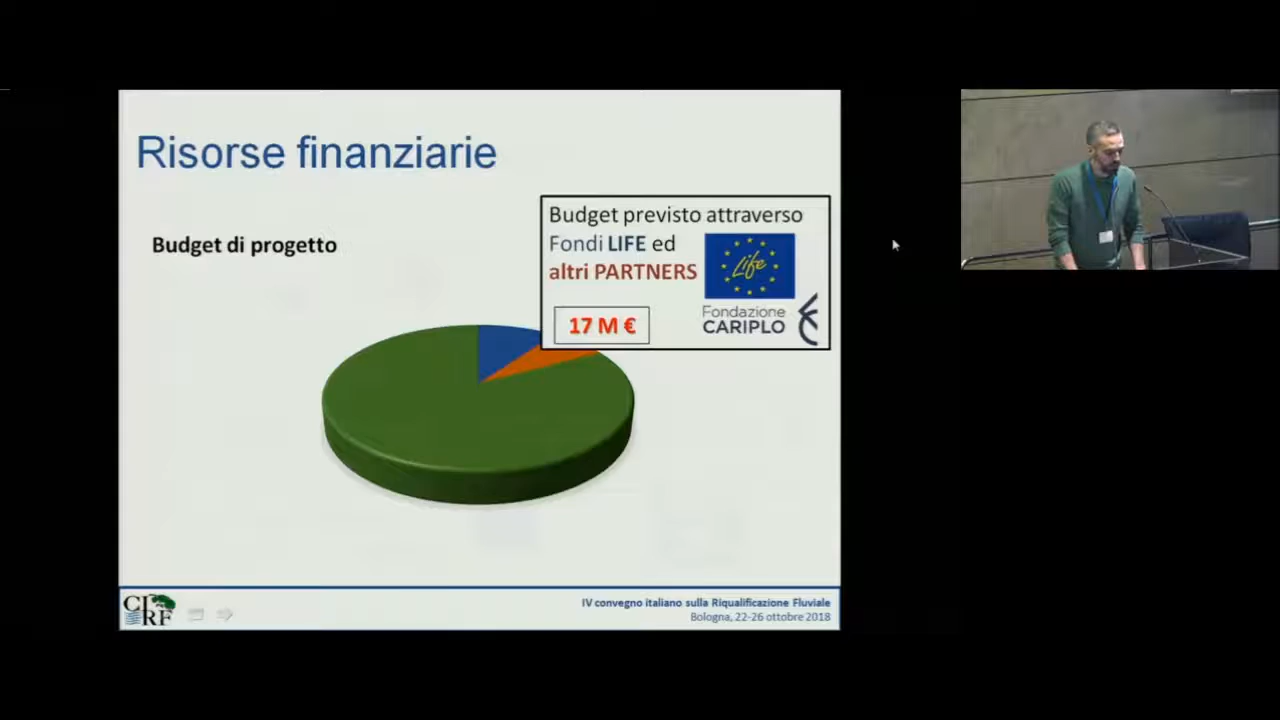 Risorse finanziarie
Budget di progetto
Budget previsto attraverso
Fondi LIFE ed
altri PARTNERS
Life
17 M €
Fondazione
CARIPLO
CIRF
IV convegno italiano sulla Riqualificazione Fluviale
Bologna, 22-26 ottobre 2018